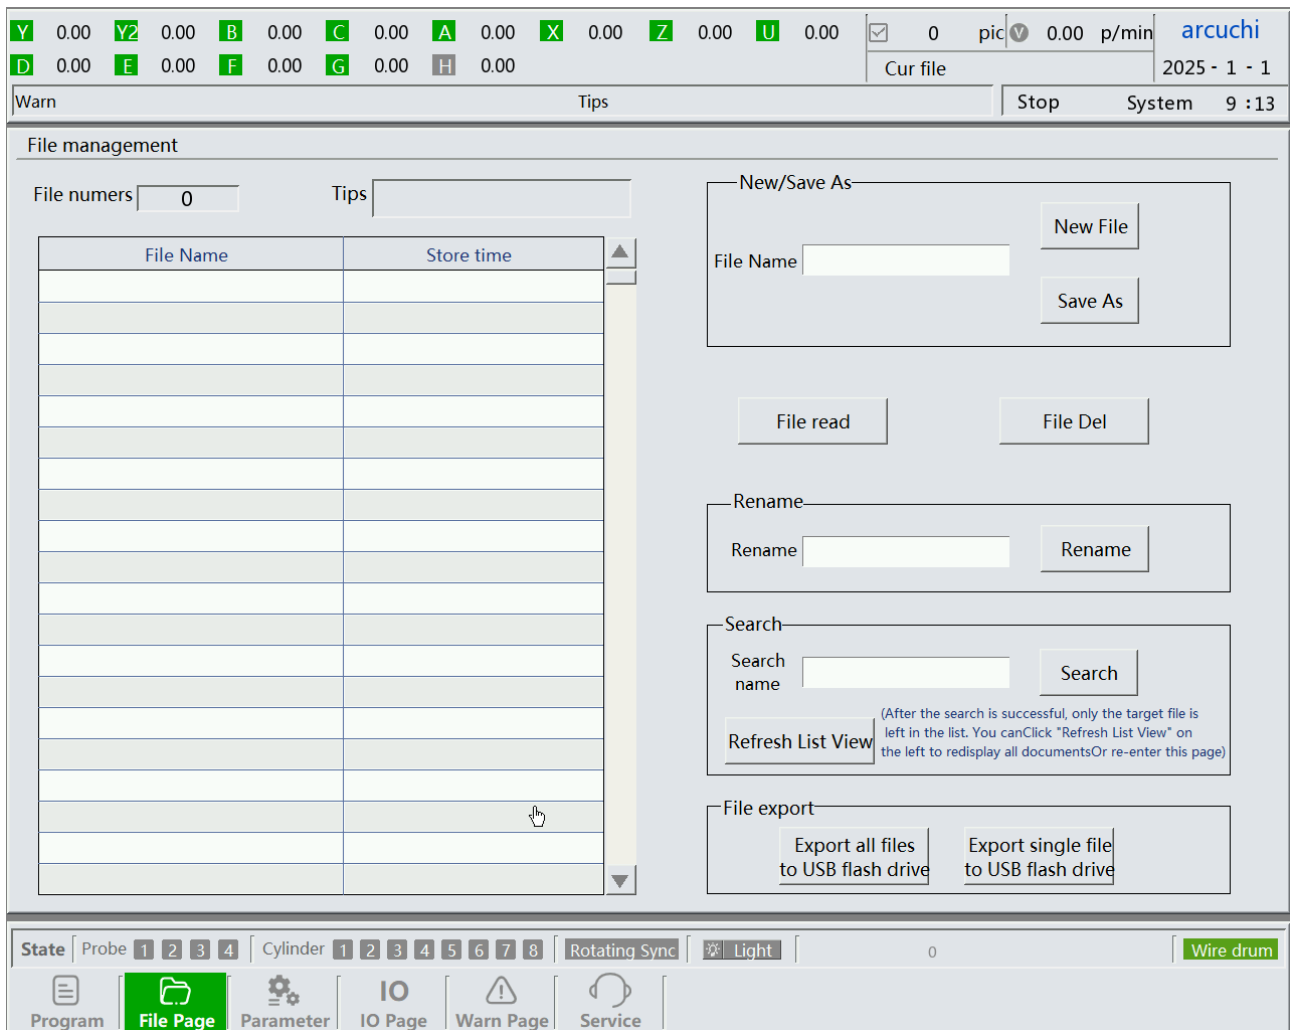 Y 0.00 Y2 0.00 B 0.00 C 0.00 A 0.00 X 0.00 Z 0.00 U 0.00 0 pic V 0.00 p/min arcuchi
D 0.00 E 0.00 F 0.00 G 0.00 H 0.00 Cur file 2025 - 1 - 1
Warn Tips Stop System 9 : 13
File management
File numers 0 Tips
File Name Store time
New/Save As
File Name
New File
Save As
File read File Del
Rename
Rename Rename
Search
Search
name
Search
Refresh List View
(After the search is successful, only the target file is
left in the list. You canClick "Refresh List View" on
the left to redisplay all documentsOr re-enter this page)
File export
Export all files
to USB flash drive
Export single file
to USB flash drive
State Probe 1 2 3 4 Cylinder 1 2 3 4 5 6 7 8 Rotating Sync Light 0 Wire drum
IO
Program File Page Parameter IO Page Warn Page Service